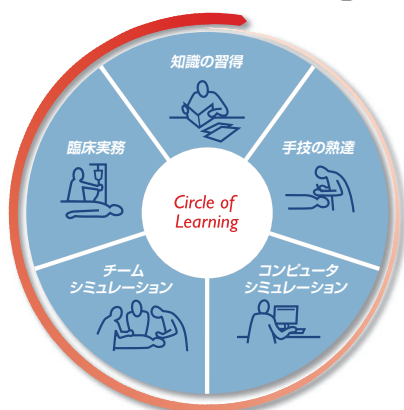 知識の習得
手技の熟達
コンピュータ
シミュレーション
チーム
シミュレーション
臨床実務
Circle of
Learning